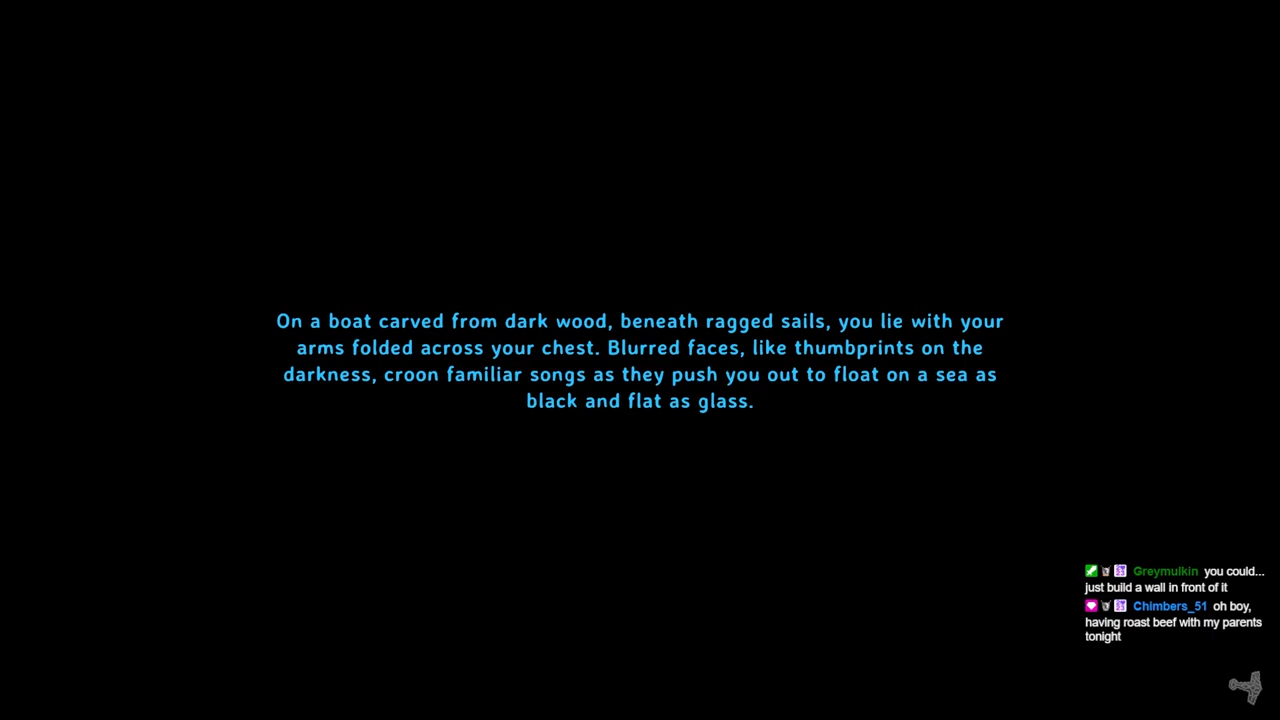 On a boat carved from dark wood, beneath ragged sails, you lie with your
arms folded across your chest. Blurred faces, like thumbprints on the
darkness, croon familiar songs as they push you out to float on a sea as
black and flat as glass.
Greymulkin you could...
just build a wall in front of it
Chimbers_51 oh boy,
having roast beef with my parents
tonight